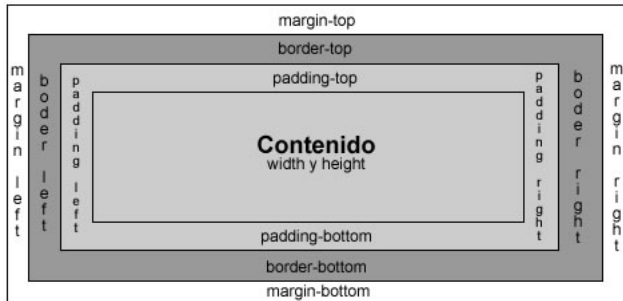 margin-top
border-top
padding-top
margin left
boder left
padding left
Contenido
width y height
padding right
boder right
margin right
padding-bottom
border-bottom
margin-bottom